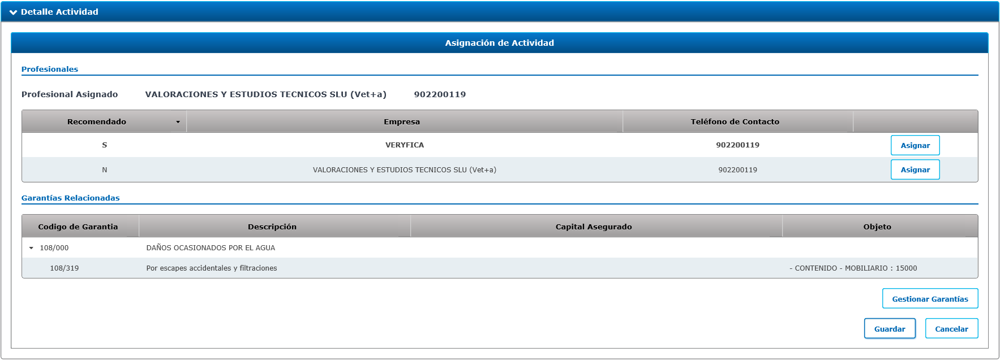 Detalle Actividad
Asignación de Actividad
Profesionales
Profesional Asignado VALORACIONES Y ESTUDIOS TECNICOS SLU (Vet+a) 902200119
Recomendado Empresa Teléfono de Contacto
S VERYFICA 902200119 Asignar
N VALORACIONES Y ESTUDIOS TECNICOS SLU (Vet+a) 902200119 Asignar
Garantías Relacionadas
Codigo de Garantia Descripción Capital Asegurado Objeto
108/000 DAÑOS OCASIONADOS POR EL AGUA
108/319 Por escapes accidentales y filtraciones - CONTENIDO - MOBILIARIO : 15000
Gestionar Garantías
Guardar Cancelar